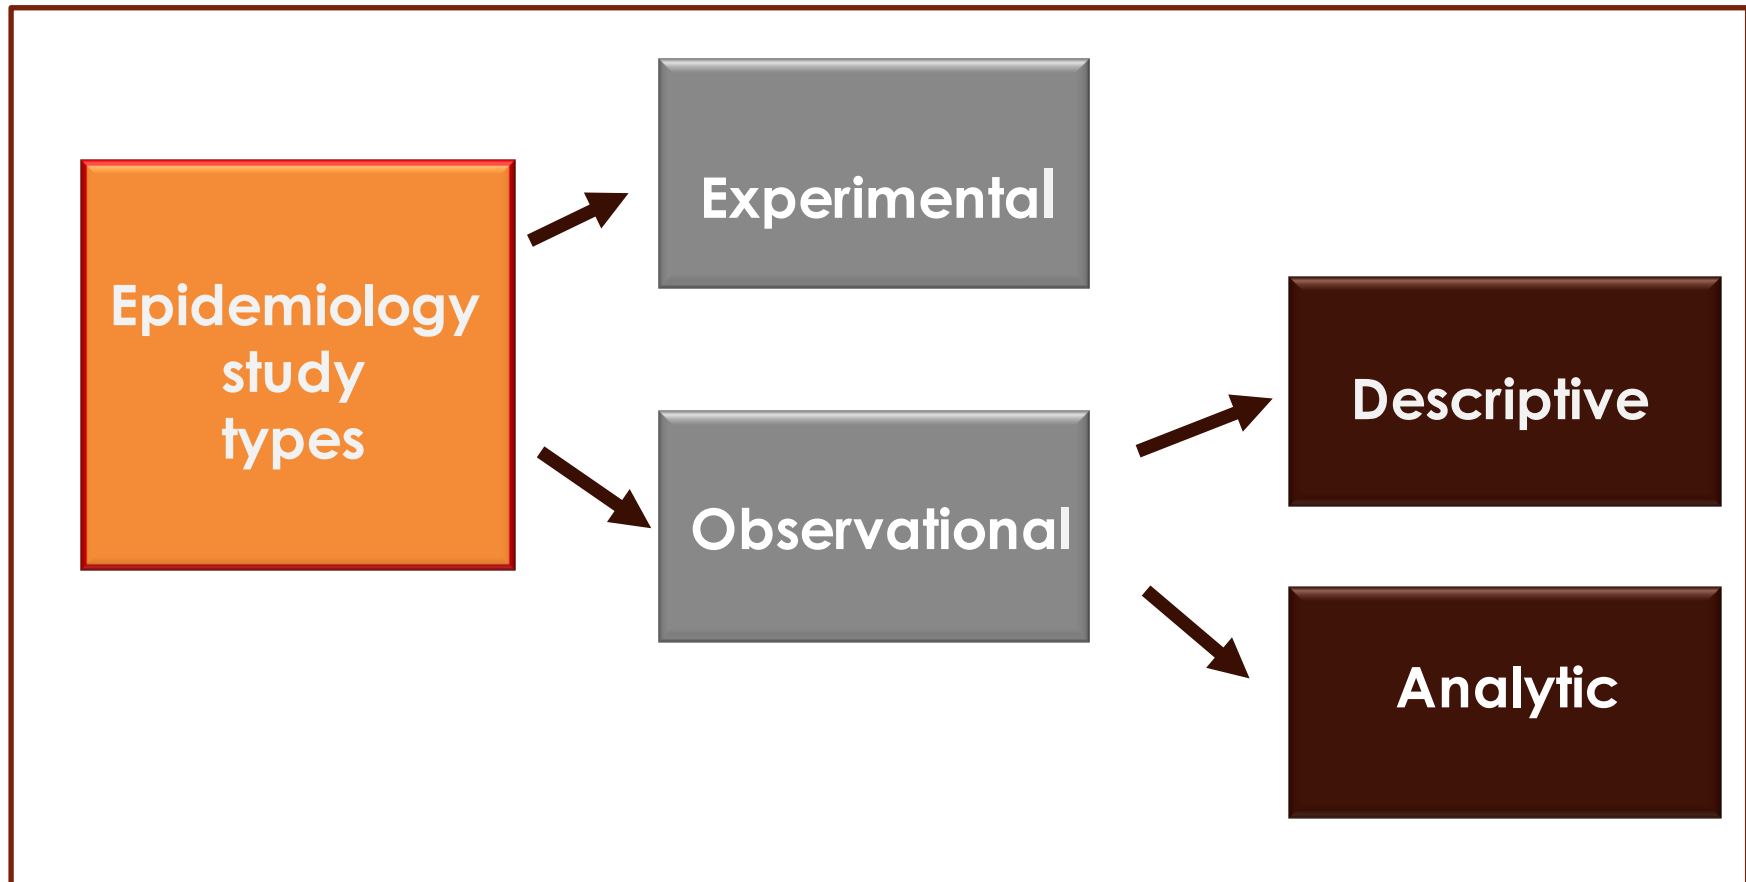 Epidemiology
study
types
Experimental
Observational
Descriptive
Analytic